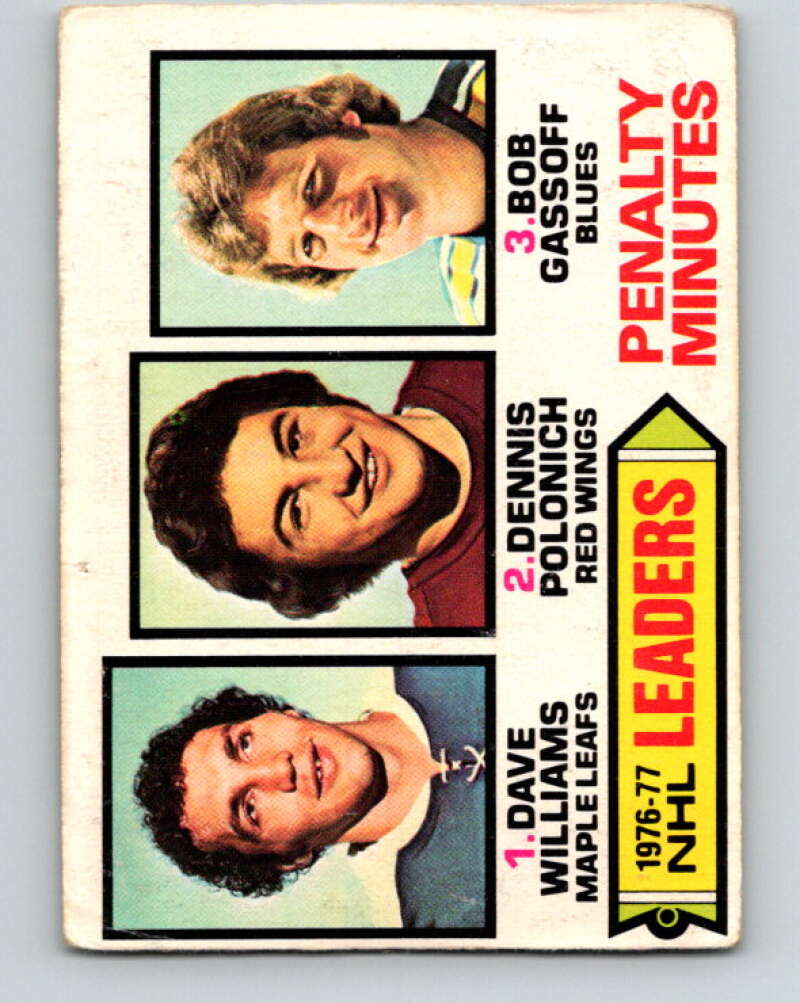 1. DAVE
WILLIAMS
MAPLE LEAFS
2. DENNIS
POLONICH
RED WINGS
3. BOB
GASSOFF
BLUES
1976-77
NHL LEADERS
PENALTY
MINUTES